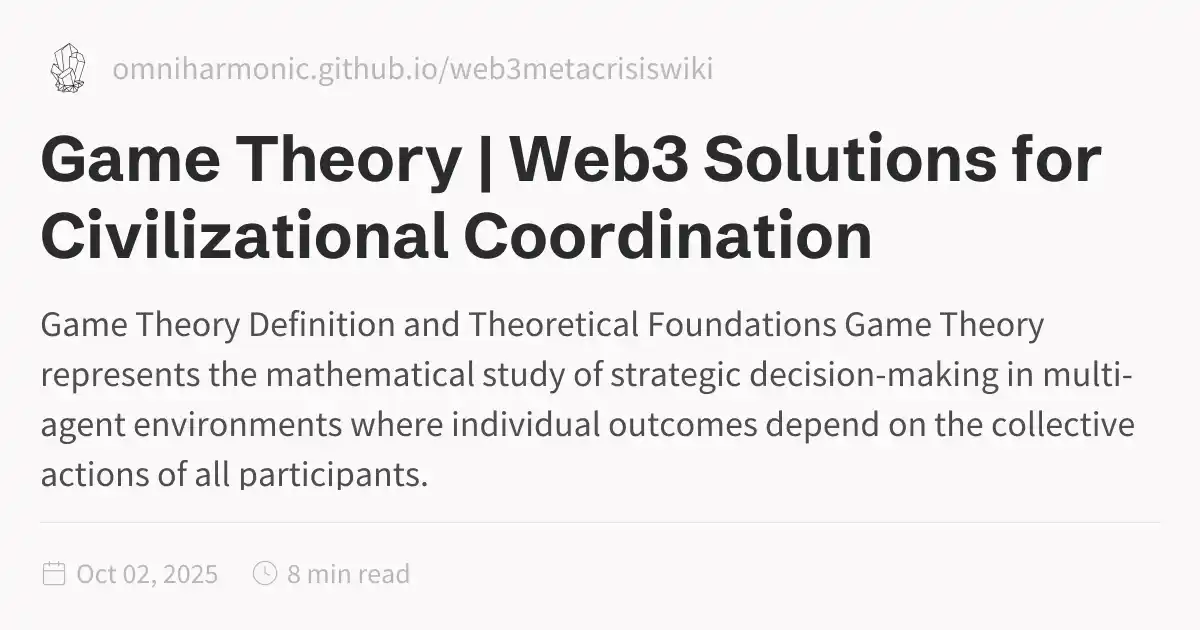 omniharmonic.github.io/web3metacrisiswiki
Game Theory | Web3 Solutions for
Civilizational Coordination
Game Theory Definition and Theoretical Foundations Game Theory
represents the mathematical study of strategic decision-making in multi-
agent environments where individual outcomes depend on the collective
actions of all participants.
Oct 02, 2025 8 min read